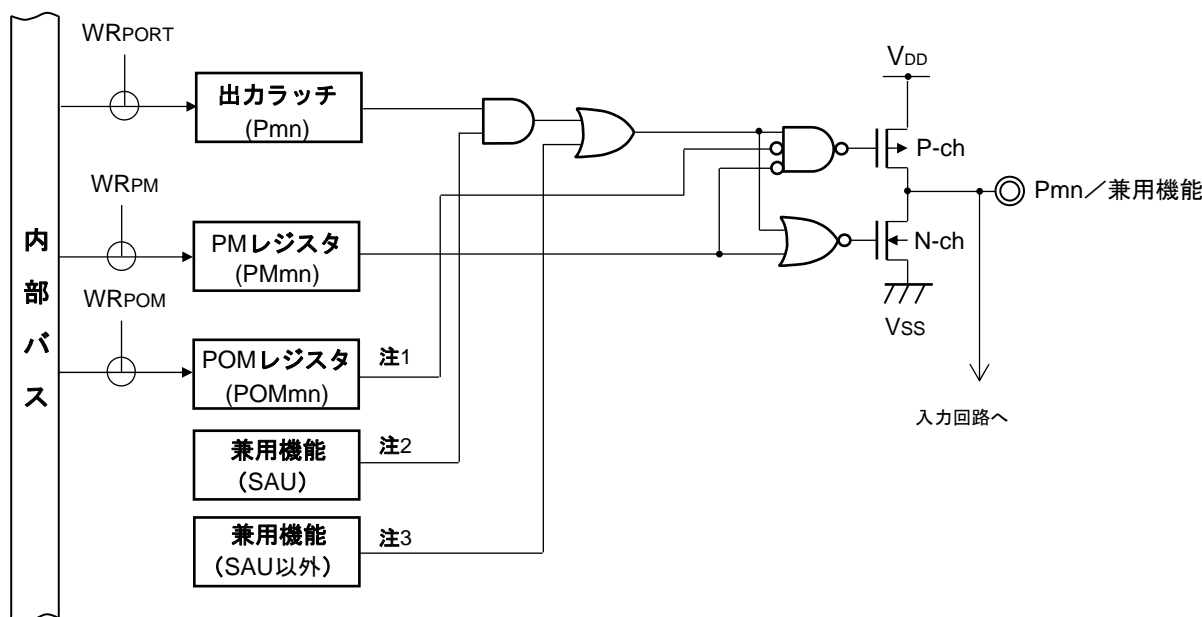 WRPORT
出力ラッチ
(Pmn)
VDD
P-ch
Pmn／兼用機能
WRPM
内部バス
PMレジスタ
(PMmn)
N-ch
VSS
入力回路へ
WRPOM
POMレジスタ
(POMmn)
注1
兼用機能
（SAU）
注2
兼用機能
（SAU以外）
注3